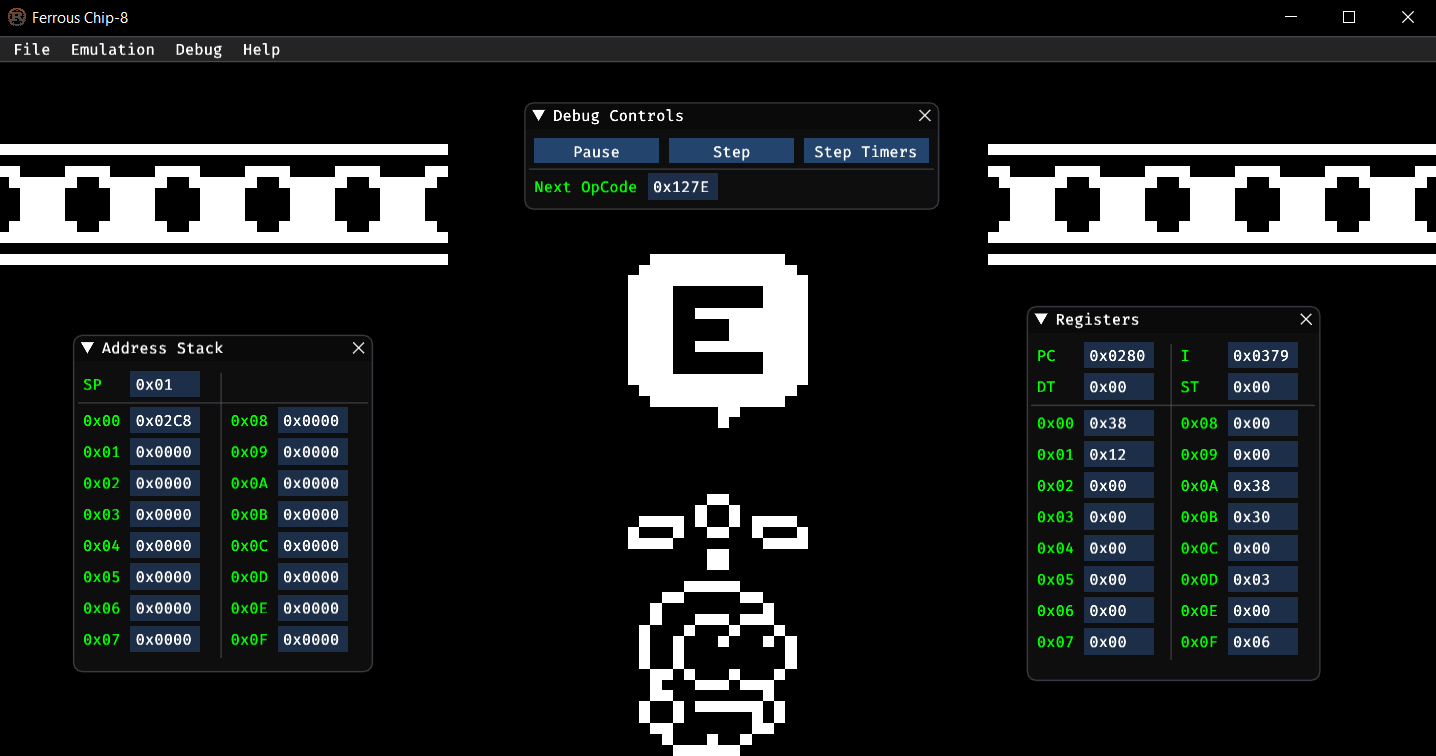 Ferrous Chip-8
File Emulation Debug Help
Debug Controls
Pause Step Step Timers
Next OpCode 0x127E
E
Address Stack
SP 0x01
0x00 0x02C8 0x08 0x0000
0x01 0x0000 0x09 0x0000
0x02 0x0000 0x0A 0x0000
0x03 0x0000 0x0B 0x0000
0x04 0x0000 0x0C 0x0000
0x05 0x0000 0x0D 0x0000
0x06 0x0000 0x0E 0x0000
0x07 0x0000 0x0F 0x0000
Registers
PC 0x0280 I 0x0379
DT 0x00 ST 0x00
0x00 0x38 0x08 0x00
0x01 0x12 0x09 0x00
0x02 0x00 0x0A 0x38
0x03 0x00 0x0B 0x30
0x04 0x00 0x0C 0x00
0x05 0x00 0x0D 0x03
0x06 0x00 0x0E 0x00
0x07 0x00 0x0F 0x06